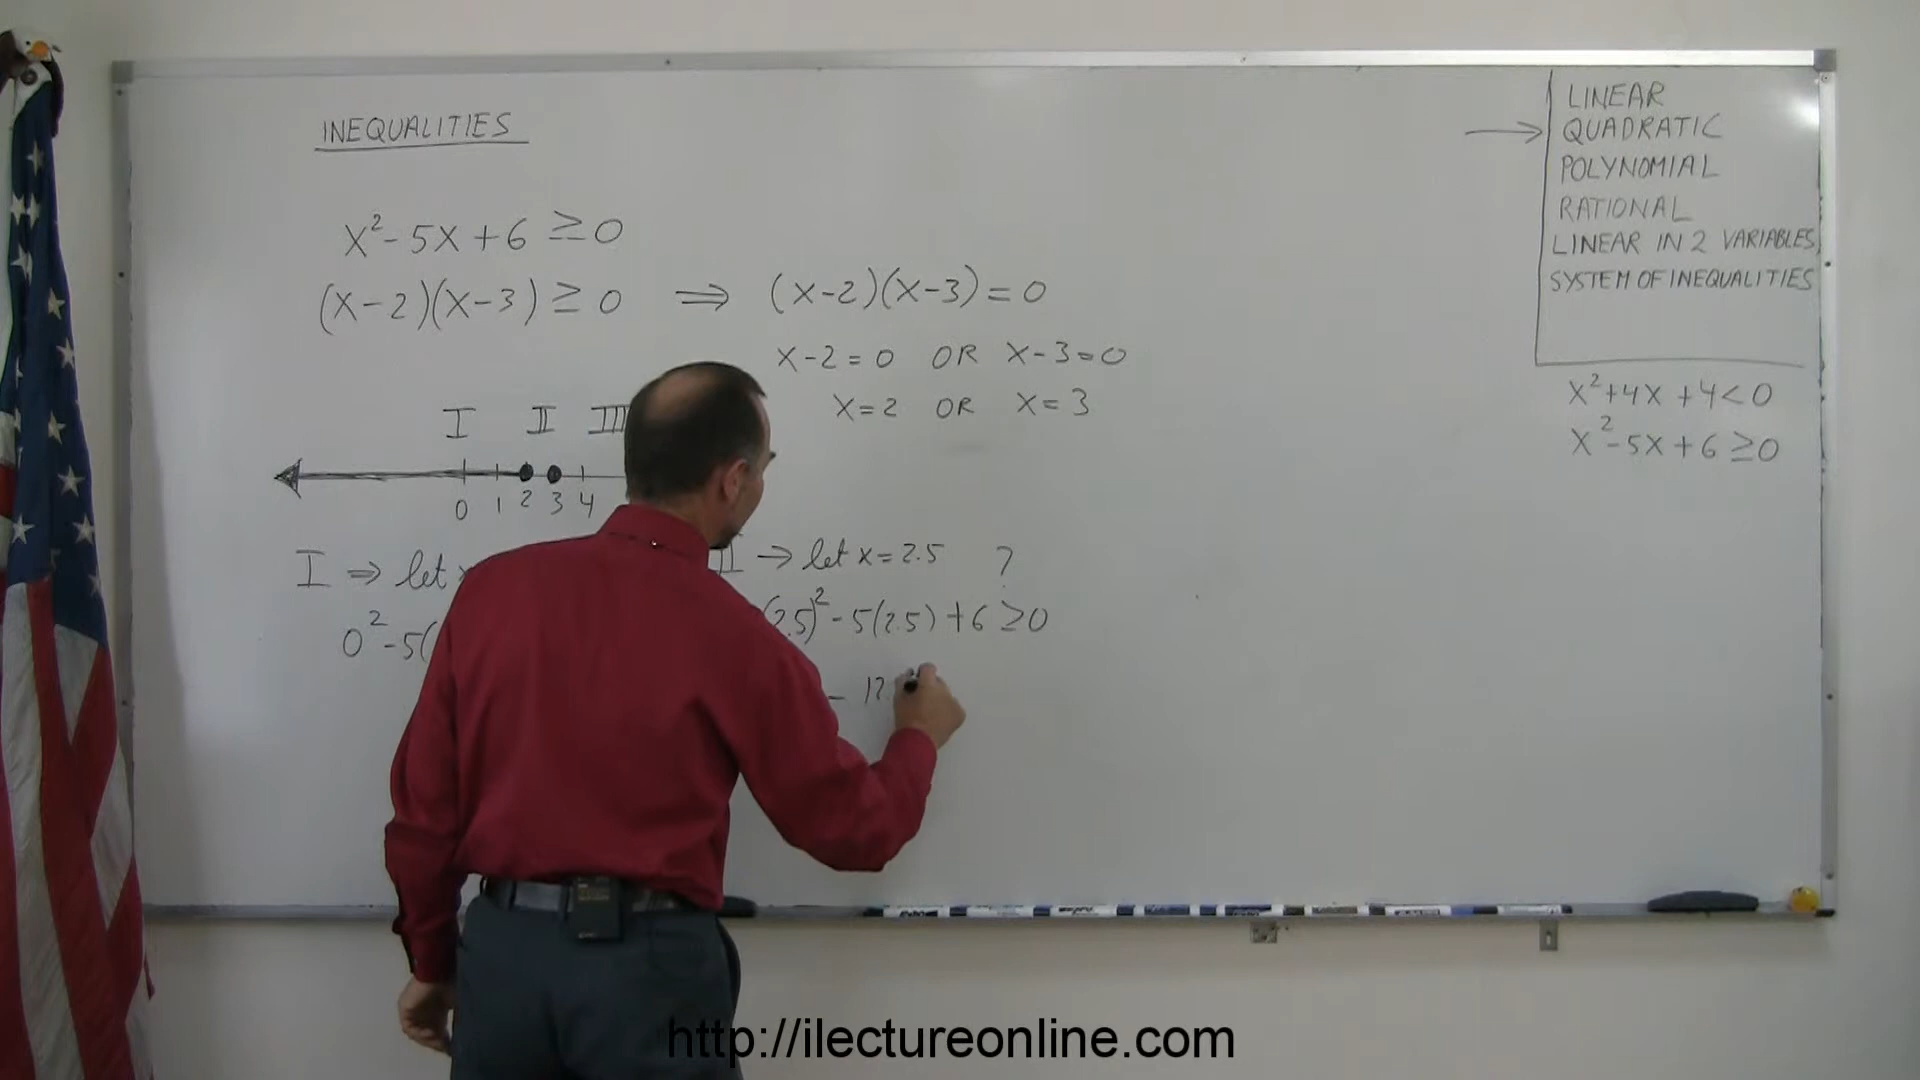 INEQUALITIES
x² - 5x + 6 ≥ 0
(x - 2)(x - 3) ≥ 0 ⇒ (x - 2)(x - 3) = 0
x - 2 = 0 OR x - 3 = 0
x = 2 OR x = 3
I II III
0 1 2 3 4
I ⇒ let
0² - 5(
II → let x = 2.5 ?
(2.5)² - 5(2.5) + 6 ≥ 0
- 12
LINEAR
→ QUADRATIC
POLYNOMIAL
RATIONAL
LINEAR IN 2 VARIABLES
SYSTEM OF INEQUALITIES
x² + 4x + 4 < 0
x² - 5x + 6 ≥ 0
http://ilectureonline.com